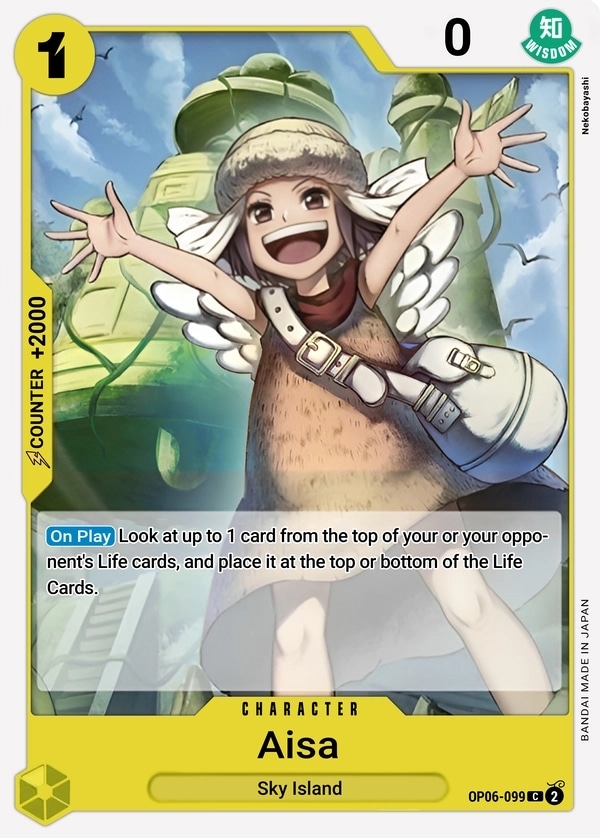 1
0
知
WISDOM
Nekobayashi
COUNTER +2000
On Play Look at up to 1 card from the top of your or your oppo-
nent's Life cards, and place it at the top or bottom of the Life
Cards.
BANDAI MADE IN JAPAN
CHARACTER
Aisa
Sky Island
OP06-099 C 2